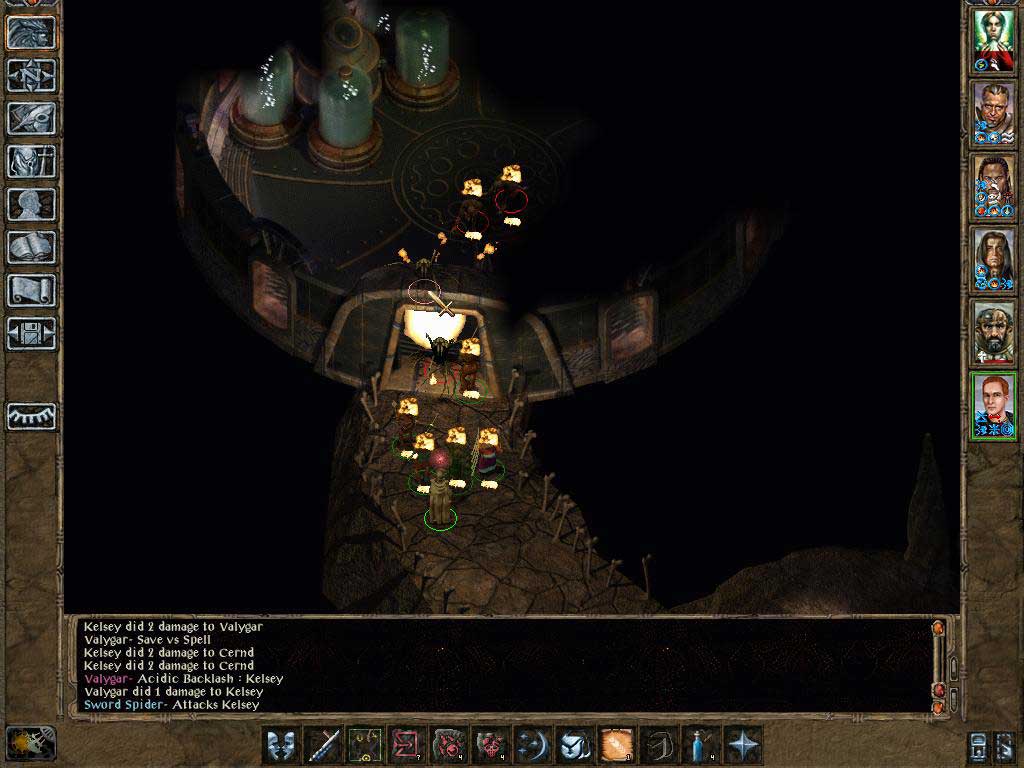 Kelsey did 2 damage to Valygar
Valygar- Save vs Spell
Kelsey did 2 damage to Cernd
Kelsey did 2 damage to Cernd
Valygar- Acidic Backlash : Kelsey
Valygar did 1 damage to Kelsey
Sword Spider- Attacks Kelsey